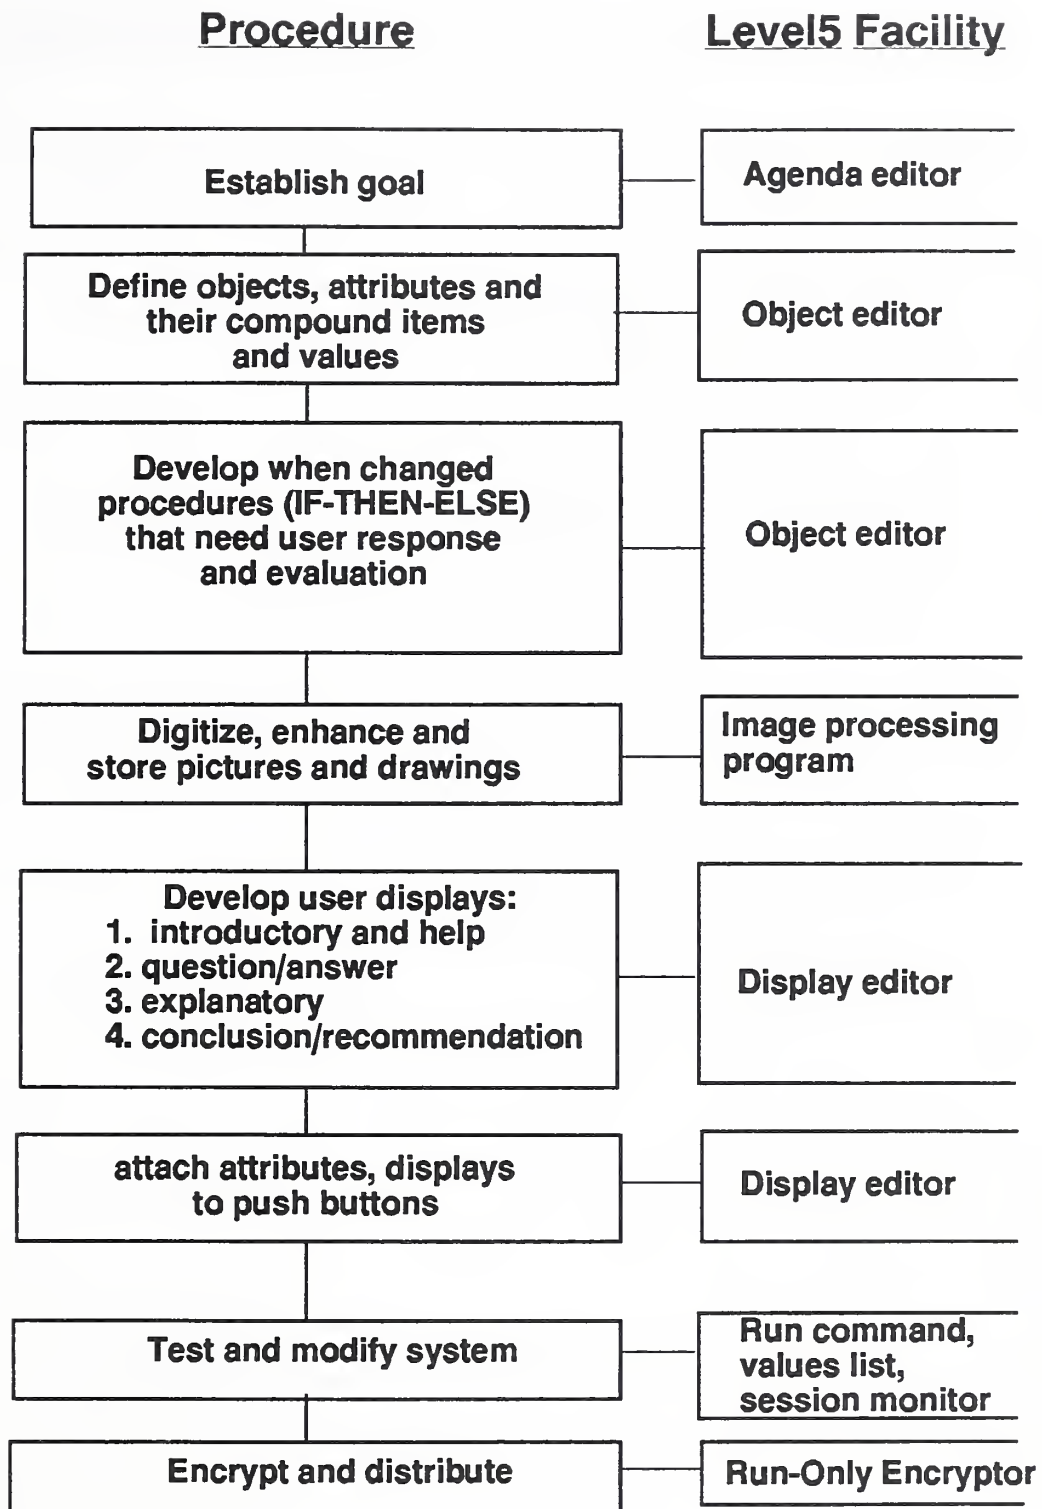 Procedure
Level5 Facility
Establish goal
Agenda editor
Define objects, attributes and
their compound items
and values
Object editor
Develop when changed
procedures (IF-THEN-ELSE)
that need user response
and evaluation
Object editor
Digitize, enhance and
store pictures and drawings
Image processing
program
Develop user displays:
1. introductory and help
2. question/answer
3. explanatory
4. conclusion/recommendation
Display editor
attach attributes, displays
to push buttons
Display editor
Test and modify system
Run command,
values list,
session monitor
Encrypt and distribute
Run-Only Encryptor